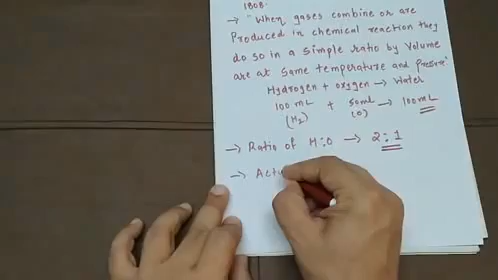 1808.
→ "When gases combine or are
Produced in chemical reaction they
do so in a simple ratio by Volume
are at same temperature and pressure
Hydrogen + oxygen → Water
100 mL + 50mL → 100mL
(H₂) (O)
→ Ratio of H:O → 2:1
→ Actu